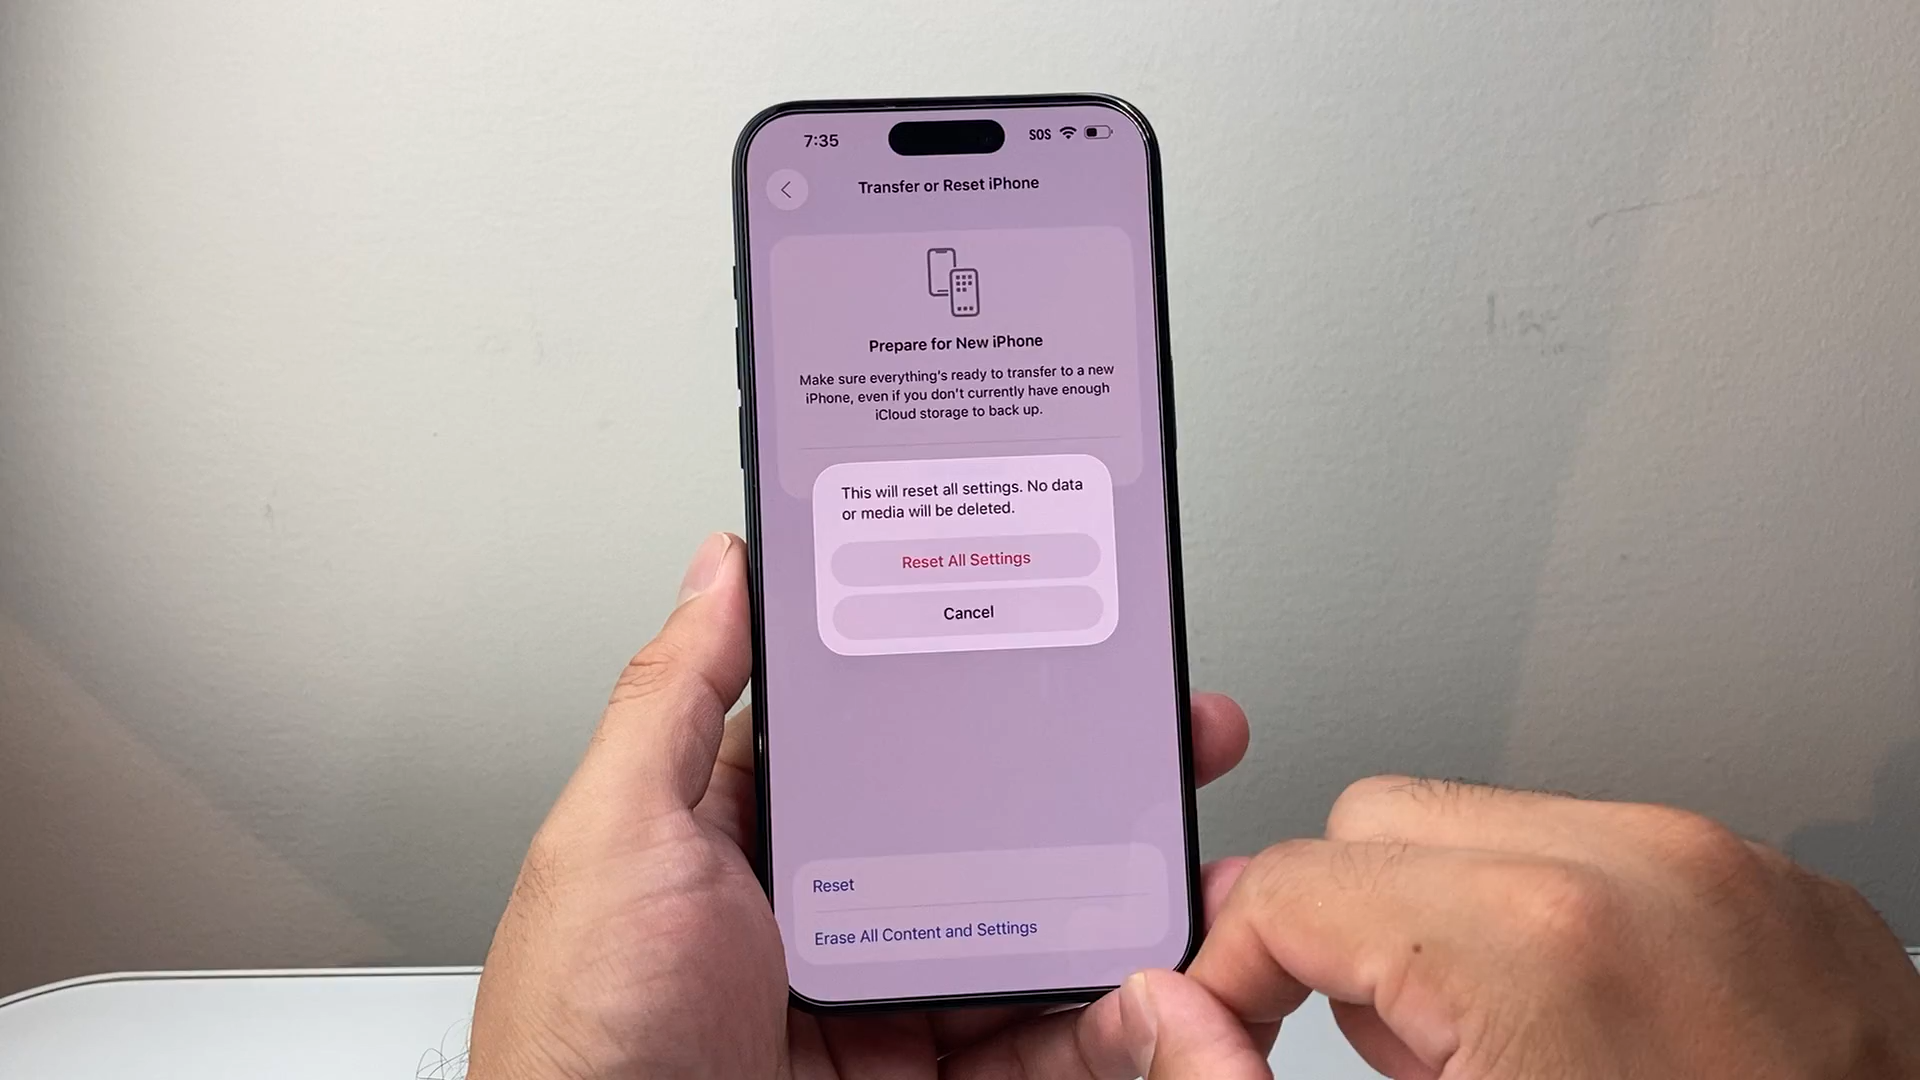 7:35
SOS
Transfer or Reset iPhone
Prepare for New iPhone
Make sure everything's ready to transfer to a new
iPhone, even if you don't currently have enough
iCloud storage to back up.
This will reset all settings. No data
or media will be deleted.
Reset All Settings
Cancel
Reset
Erase All Content and Settings